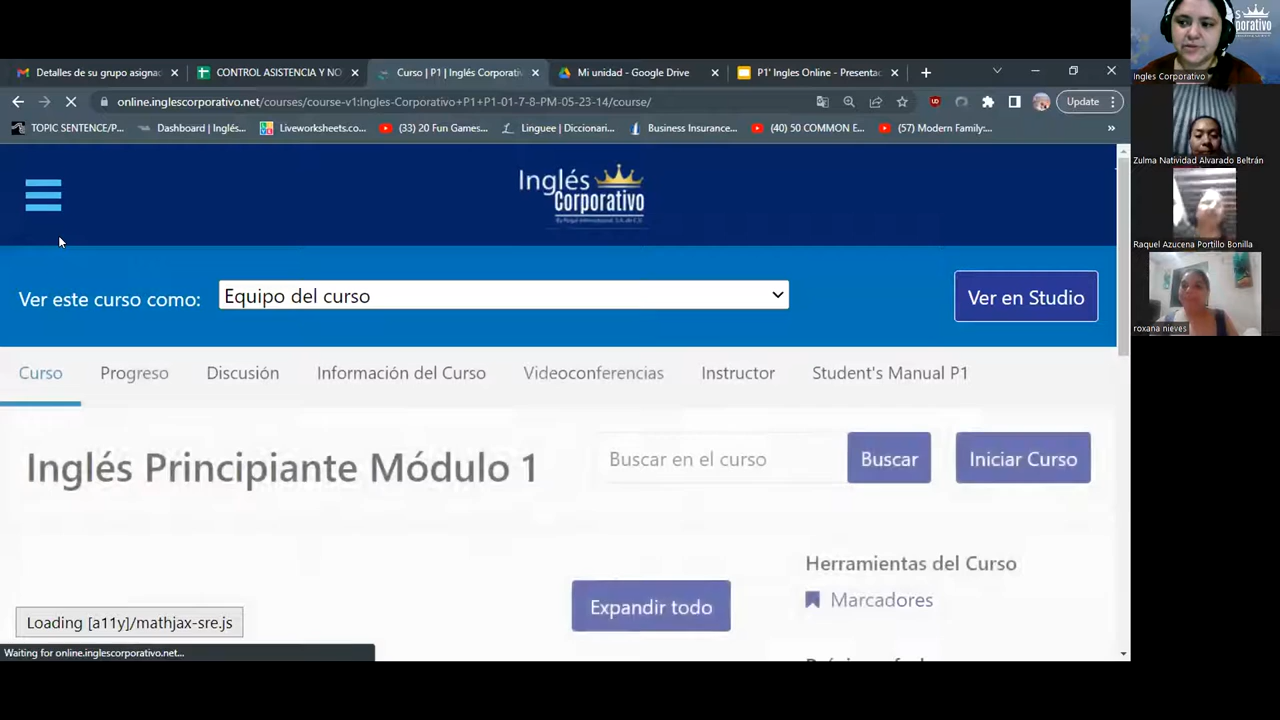 Detalles de su grupo asignac
CONTROL ASISTENCIA Y NO
Curso | P1 | Inglés Corporativ
Mi unidad - Google Drive
P1' Ingles Online - Presentac
online.inglescorporativo.net/courses/course-v1:Ingles-Corporativo+P1+P1-01-7-8-PM-05-23-14/course/
Update
TOPIC SENTENCE/P...
Dashboard | Inglés...
Liveworksheets.co...
(33) 20 Fun Games...
Linguee | Diccionari...
Business Insurance...
(40) 50 COMMON E...
(57) Modern Family:...
Inglés
Corporativo
Ver este curso como:
Equipo del curso
Ver en Studio
Curso
Progreso
Discusión
Información del Curso
Videoconferencias
Instructor
Student's Manual P1
Inglés Principiante Módulo 1
Buscar en el curso
Buscar
Iniciar Curso
Herramientas del Curso
Expandir todo
Marcadores
Loading [a11y]/mathjax-sre.js
Waiting for online.inglescorporativo.net...
Ingles Corporativo
Zulma Natividad Alvarado Beltrán
Raquel Azucena Portillo Bonilla
roxana nieves